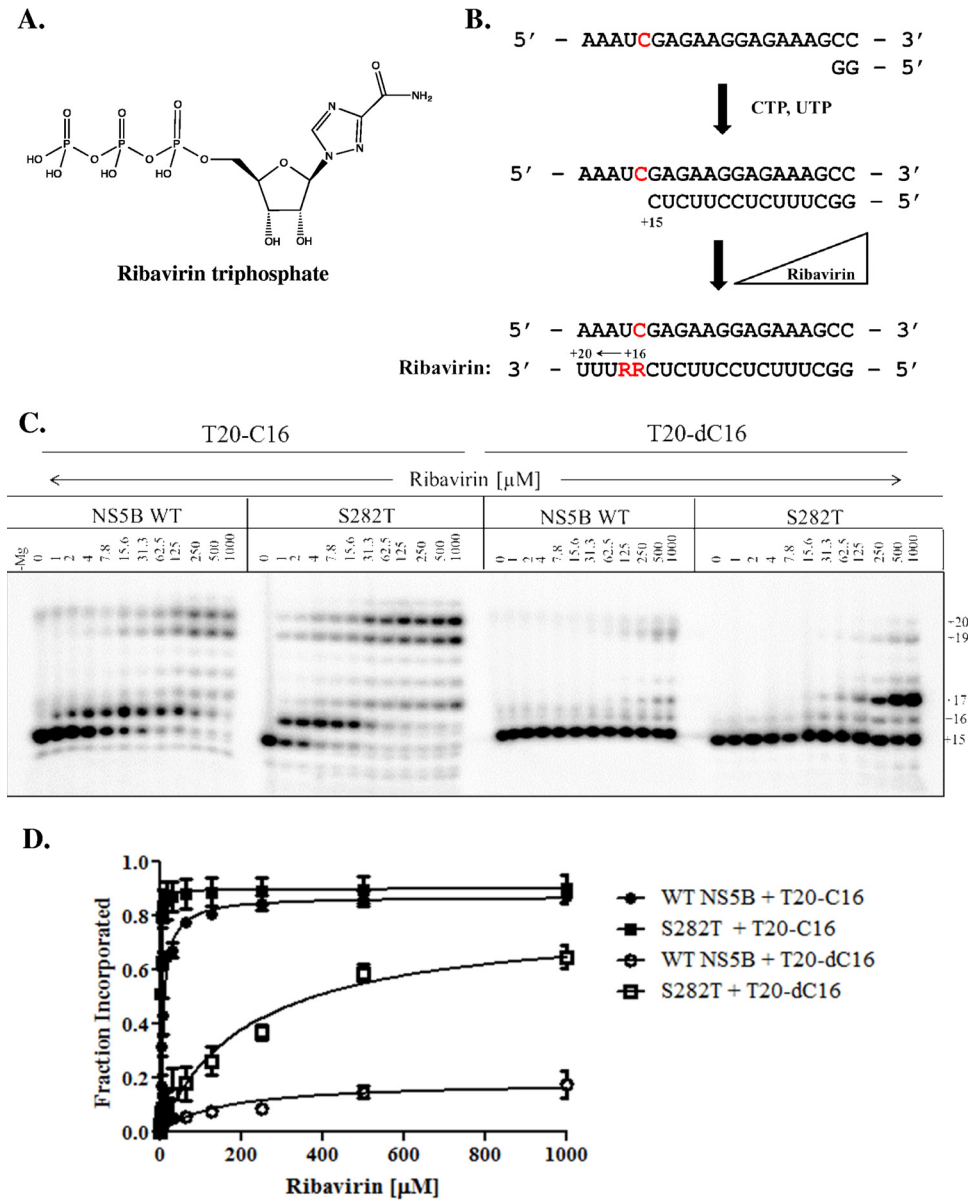 A.
O
NH₂
N
N
N
O
O
O
HO
P
O
P
O
P
O
O
HO
HO
HO
OH
OH
Ribavirin triphosphate
B.
5′ – AAAUCGAGAAGGAGAAAGCC – 3′
GG – 5′
CTP, UTP
5′ – AAAUCGAGAAGGAGAAAGCC – 3′
CUCUUCCUCUUUCGG – 5′
+15
Ribavirin
5′ – AAAUCGAGAAGGAGAAAGCC – 3′
+20 ← +16
Ribavirin: 3′ – UUURRCUCUUCCUCUUUCGG – 5′
C.
T20-C16 T20-dC16
Ribavirin [µM]
NS5B WT S282T NS5B WT S282T
-Mg 0 1 2 4 7.8 15.6 31.3 62.5 125 250 500 1000 0 1 2 4 7.8 15.6 31.3 62.5 125 250 500 1000 0 1 2 4 7.8 15.6 31.3 62.5 125 250 500 1000 0 1 2 4 7.8 15.6 31.3 62.5 125 250 500 1000
+20
+19
+17
+16
+15
D.
Fraction Incorporated
1.0
0.8
0.6
0.4
0.2
0.0
0 200 400 600 800 1000
Ribavirin [µM]
WT NS5B + T20-C16
S282T + T20-C16
WT NS5B + T20-dC16
S282T + T20-dC16